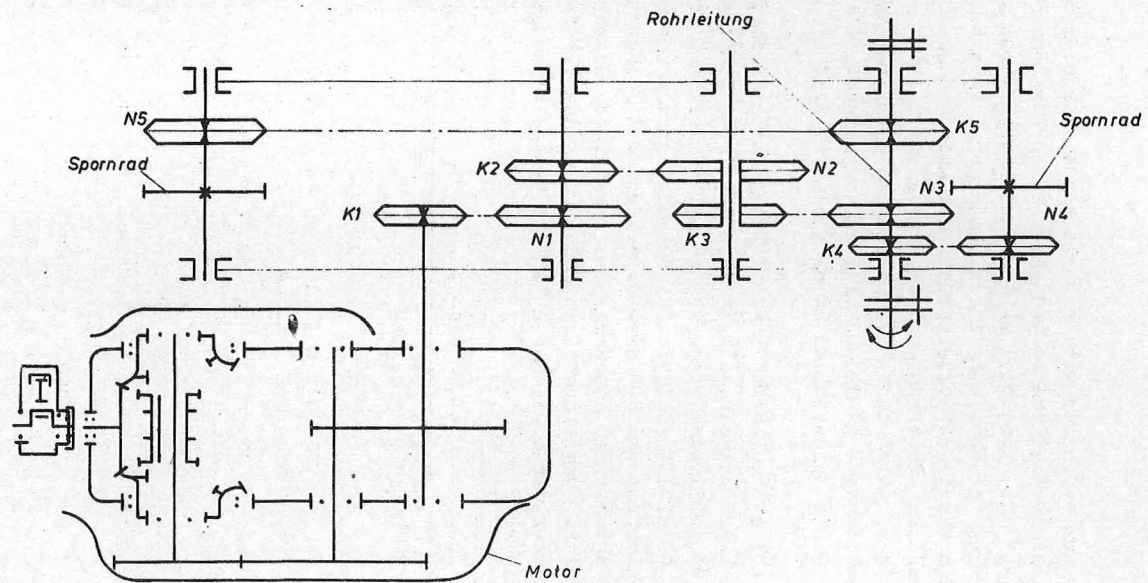 Rohrleitung
N5
K5
Spornrad
Spornrad
K2
N2
N3
K1
N1
K3
N4
K4
Motor